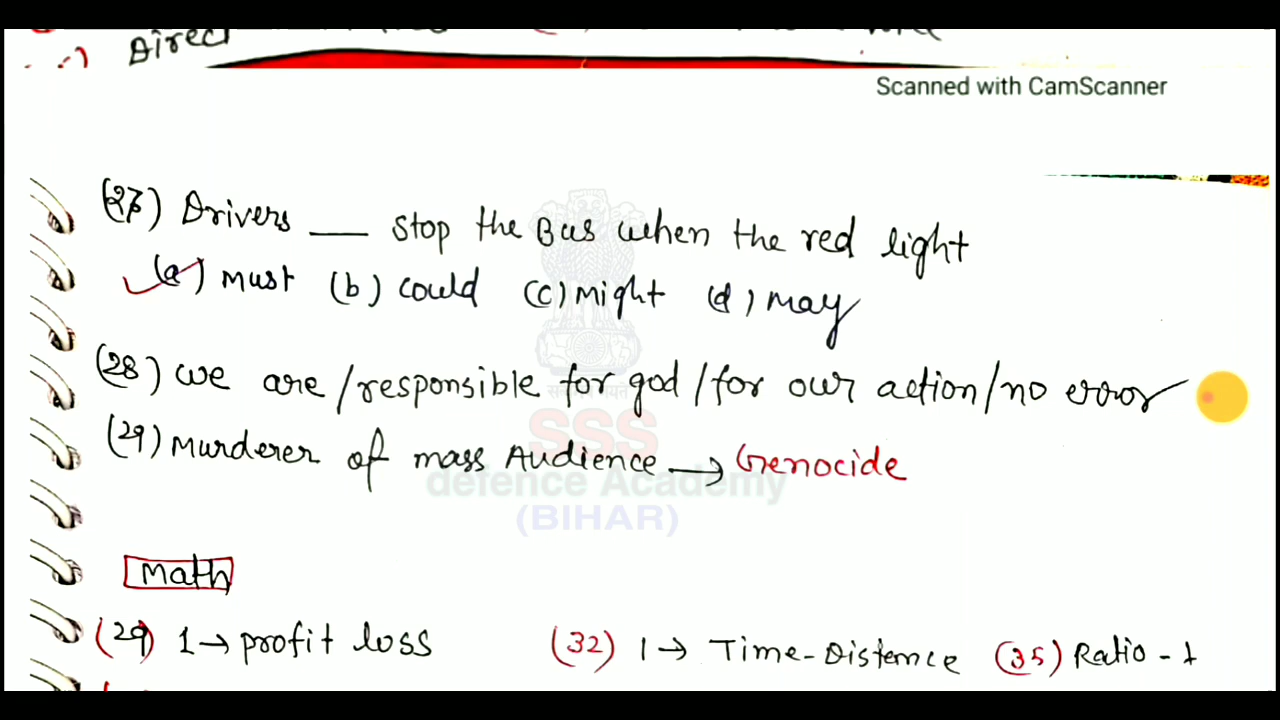 Direct
Scanned with CamScanner
(27) Drivers ___ stop the Bus when the red light
(a) must (b) could (c) might (d) may
(28) we are /responsible for god /for our action /no error
(29) Murderer of mass Audience → Genocide
SSS
defence Academy
(BIHAR)
Math
(29) 1→ profit loss (32) 1→ Time-Distence (35) Ratio - 1